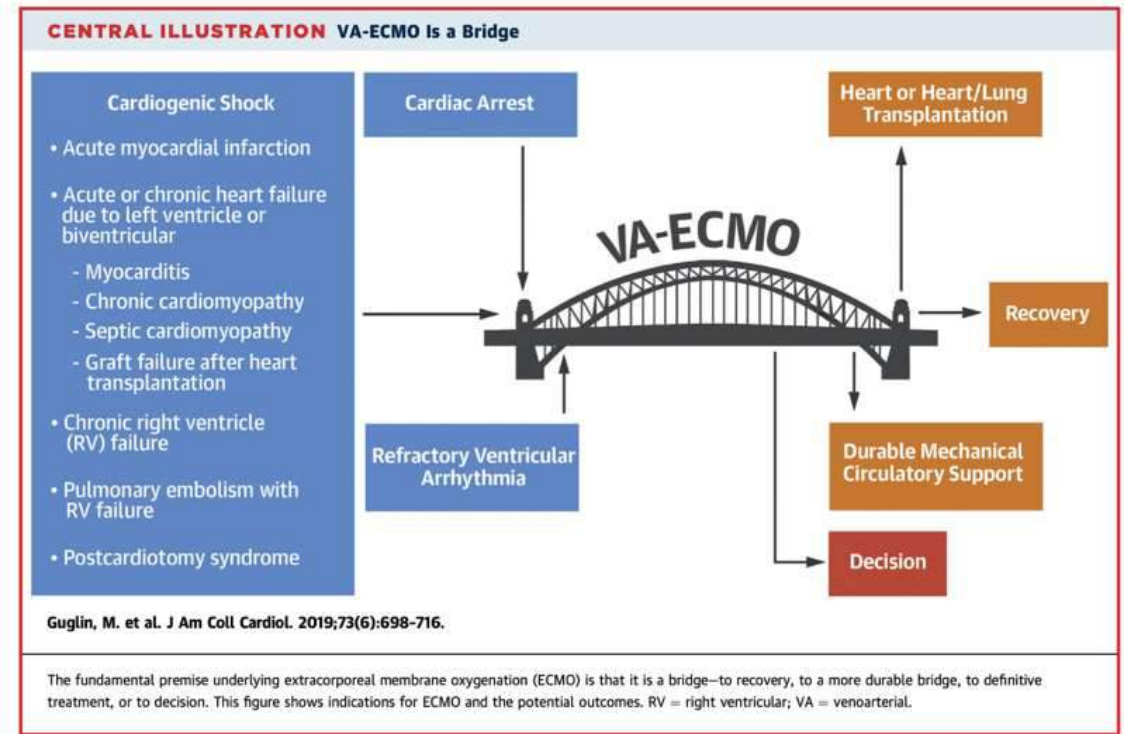 CENTRAL ILLUSTRATION VA-ECMO Is a Bridge
Cardiogenic Shock
• Acute myocardial infarction
• Acute or chronic heart failure
due to left ventricle or
biventricular
- Myocarditis
- Chronic cardiomyopathy
- Septic cardiomyopathy
- Graft failure after heart
transplantation
• Chronic right ventricle
(RV) failure
• Pulmonary embolism with
RV failure
• Postcardiotomy syndrome
Cardiac Arrest
Refractory Ventricular
Arrhythmia
VA-ECMO
Heart or Heart/Lung
Transplantation
Recovery
Durable Mechanical
Circulatory Support
Decision
Guglin, M. et al. J Am Coll Cardiol. 2019;73(6):698–716.
The fundamental premise underlying extracorporeal membrane oxygenation (ECMO) is that it is a bridge—to recovery, to a more durable bridge, to definitive
treatment, or to decision. This figure shows indications for ECMO and the potential outcomes. RV = right ventricular; VA = venoarterial.